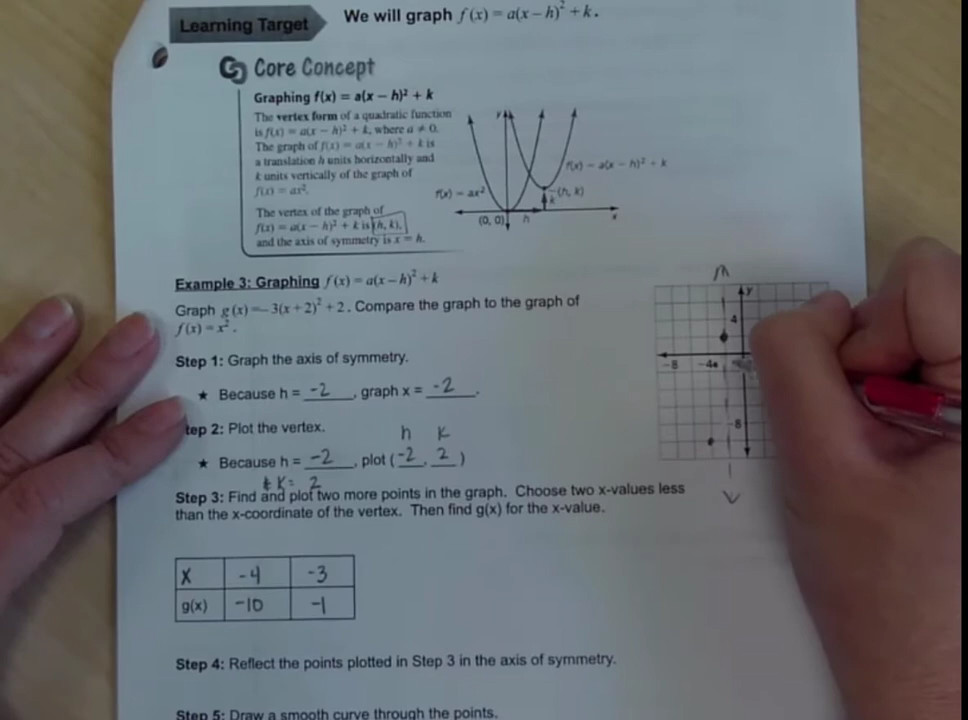 Learning Target
We will graph f(x) = a(x – h)² + k.
Core Concept
Graphing f(x) = a(x – h)² + k
The vertex form of a quadratic function
is f(x) = a(x – h)² + k, where a ≠ 0.
The graph of f(x) = a(x – h)² + k is
a translation h units horizontally and
k units vertically of the graph of
f(x) = ax².
The vertex of the graph of
f(x) = a(x – h)² + k is (h, k),
and the axis of symmetry is x = h.
y
f(x) = a(x – h)² + k
f(x) = ax²
(h, k)
k
(0, 0)
h
x
Example 3: Graphing f(x) = a(x – h)² + k
Graph g(x) = –3(x + 2)² + 2. Compare the graph to the graph of
f(x) = x².
Step 1: Graph the axis of symmetry.
★ Because h = -2, graph x = -2.
tep 2: Plot the vertex.
h K
★ Because h = -2, plot (-2, 2)
& K = 2
Step 3: Find and plot two more points in the graph. Choose two x-values less
than the x-coordinate of the vertex. Then find g(x) for the x-value.
X -4 -3
g(x) -10 -1
Step 4: Reflect the points plotted in Step 3 in the axis of symmetry.
Step 5: Draw a smooth curve through the points.
y
4
-8 -4
-8